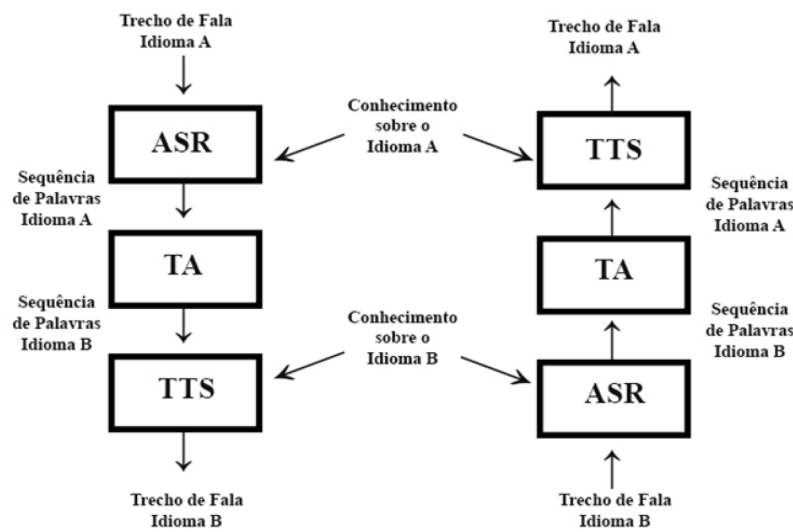 Trecho de Fala
Idioma A
ASR
Sequência
de Palavras
Idioma A
TA
Sequência
de Palavras
Idioma B
TTS
Trecho de Fala
Idioma B
Conhecimento
sobre o
Idioma A
Conhecimento
sobre o
Idioma B
Trecho de Fala
Idioma A
TTS
Sequência
de Palavras
Idioma A
TA
Sequência
de Palavras
Idioma B
ASR
Trecho de Fala
Idioma B